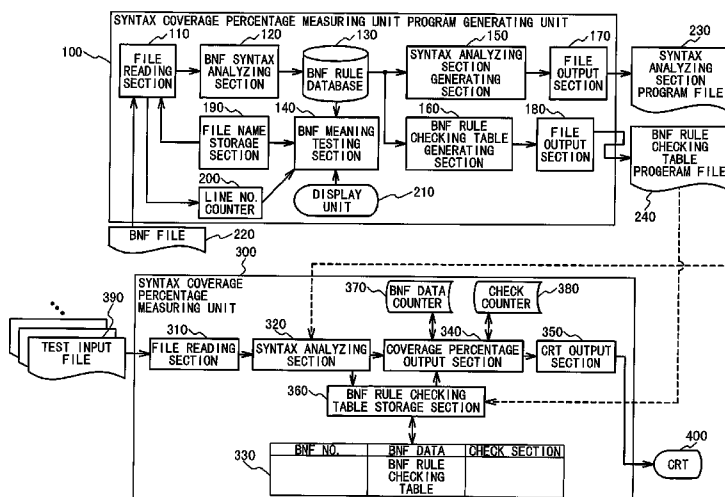 SYNTAX COVERAGE PERCENTAGE MEASURING UNIT PROGRAM GENERATING UNIT
100
110
120
130
150
170
230
FILE
READING
SECTION
BNF SYNTAX
ANALYZING
SECTION
BNF RULE
DATABASE
SYNTAX
ANALYZING
SECTION
GENERATING
SECTION
FILE
OUTPUT
SECTION
SYNTAX
ANALYZING
SECTION
PROGRAM FILE
190
140
160
180
FILE NAME
STORAGE
SECTION
BNF MEANING
TESTING
SECTION
BNF RULE
CHECKING TABLE
GENERATING
SECTION
FILE
OUTPUT
SECTION
BNF RULE
CHECKING
TABLE
PROGERAM FILE
200
LINE NO.
COUNTER
DISPLAY
UNIT
210
240
BNF FILE
220
300
SYNTAX COVERAGE
PERCENTAGE
MEASURING UNIT
370
BNF DATA
COUNTER
CHECK
COUNTER
380
390
310
320
340
350
TEST INPUT
FILE
FILE READING
SECTION
SYNTAX ANALYZING
SECTION
COVERAGE PERCENTAGE
OUTPUT SECTION
CRT OUTPUT
SECTION
360
BNF RULE CHECKING
TABLE STORAGE SECTION
330
BNF NO.
BNF DATA
CHECK SECTION
BNF RULE
CHECKING
TABLE
400
CRT